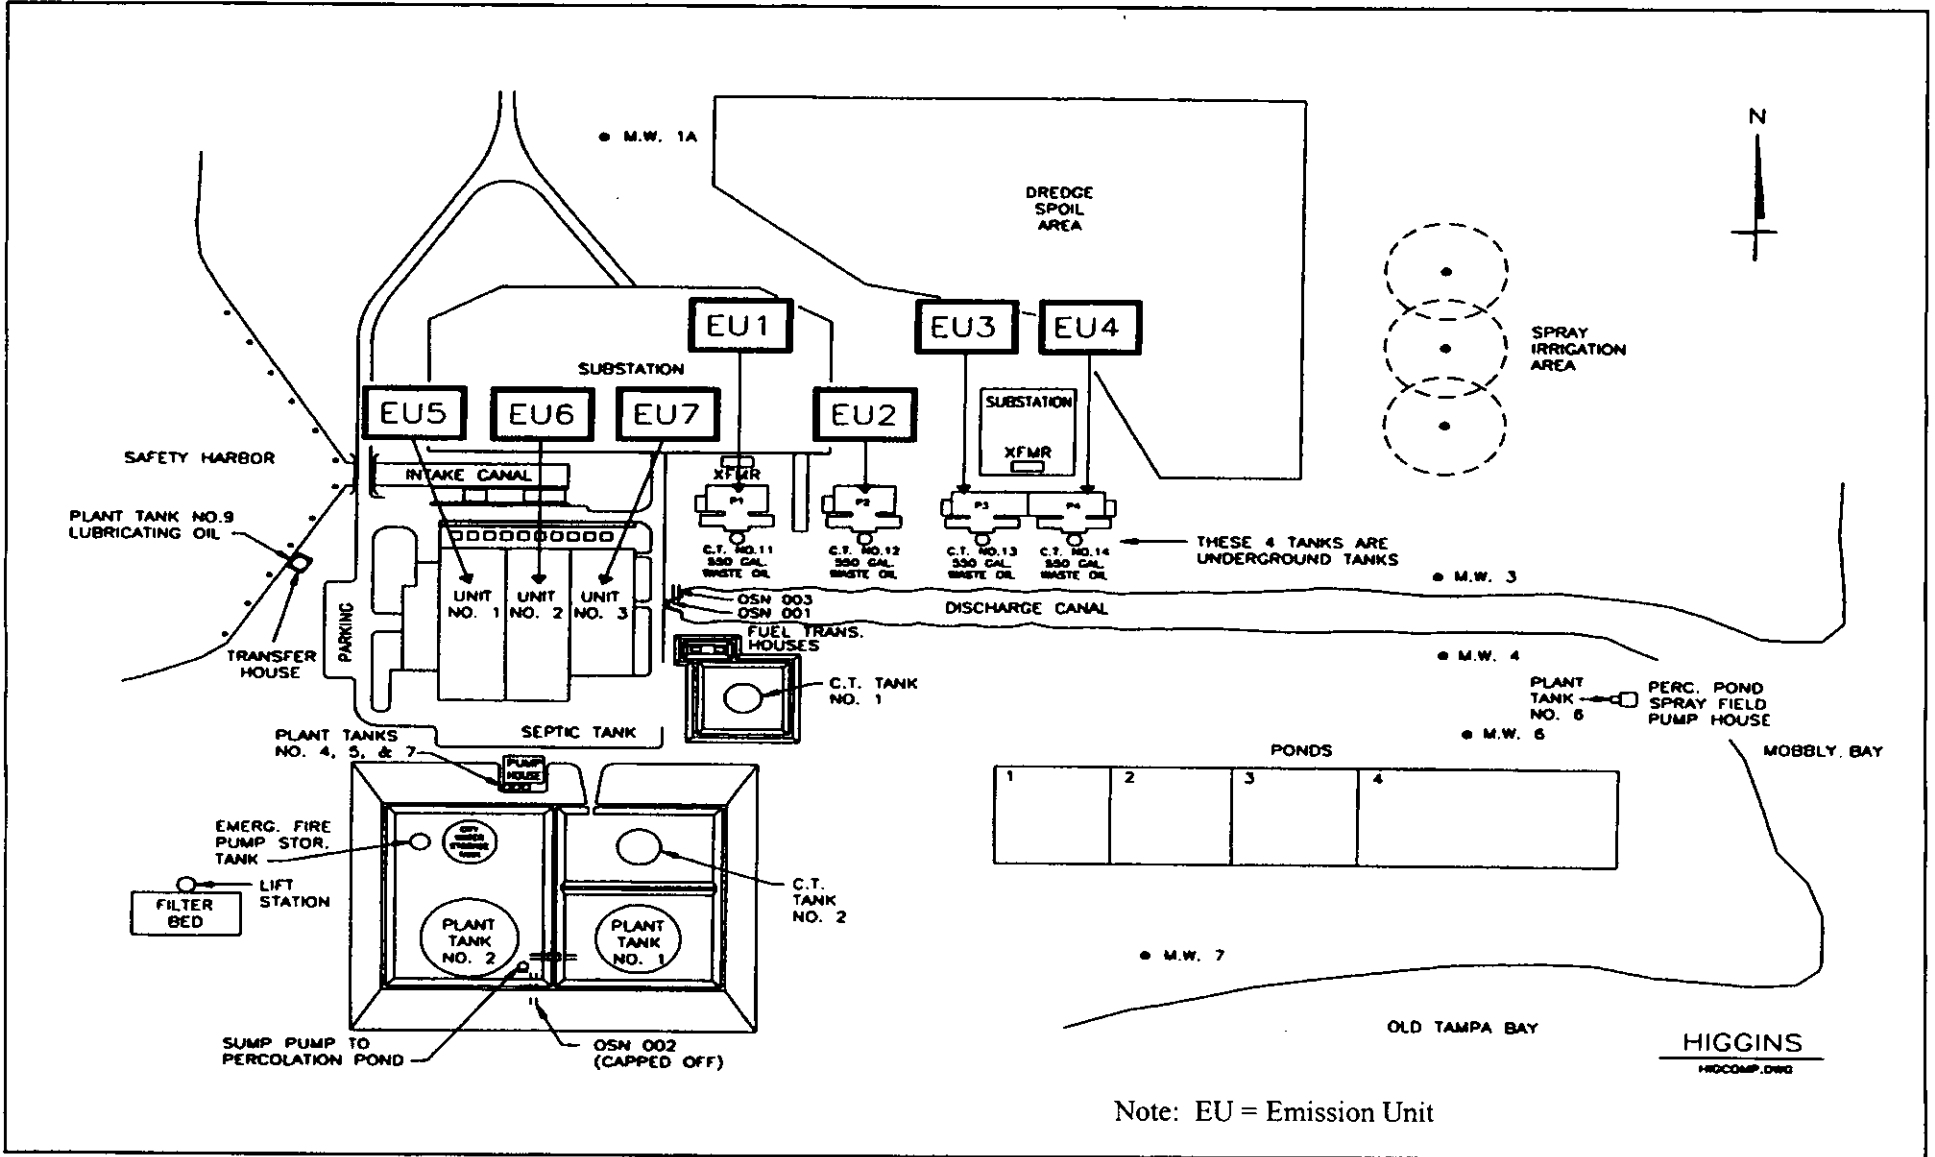 N
M.W. 1A
DREDGE
SPOIL
AREA
EU1
EU3
EU4
SPRAY
IRRIGATION
AREA
SUBSTATION
EU5
EU6
EU7
EU2
SUBSTATION
XFMR
SAFETY HARBOR
INTAKE CANAL
XFMR
P1
P2
P3
P4
PLANT TANK NO.9
LUBRICATING OIL
C.T. NO.11
550 GAL.
WASTE OIL
C.T. NO.12
550 GAL.
WASTE OIL
C.T. NO.13
550 GAL.
WASTE OIL
C.T. NO.14
550 GAL.
WASTE OIL
THESE 4 TANKS ARE
UNDERGROUND TANKS
M.W. 3
UNIT
NO. 1
UNIT
NO. 2
UNIT
NO. 3
OSN 003
OSN 001
DISCHARGE CANAL
FUEL TRANS.
HOUSES
PARKING
TRANSFER
HOUSE
M.W. 4
C.T. TANK
NO. 1
PLANT
TANK
NO. 6
PERC. POND
SPRAY FIELD
PUMP HOUSE
SEPTIC TANK
PLANT TANKS
NO. 4, 5, & 7
M.W. 6
MOBBLY. BAY
PONDS
PUMP
HOUSE
1
2
3
4
EMERG. FIRE
PUMP STOR.
TANK
CITY
WATER
STORAGE
TANK
LIFT
STATION
FILTER
BED
C.T.
TANK
NO. 2
PLANT
TANK
NO. 2
PLANT
TANK
NO. 1
M.W. 7
OLD TAMPA BAY
SUMP PUMP TO
PERCOLATION POND
OSN 002
(CAPPED OFF)
HIGGINS
HIGCOMP.DWG
Note: EU = Emission Unit